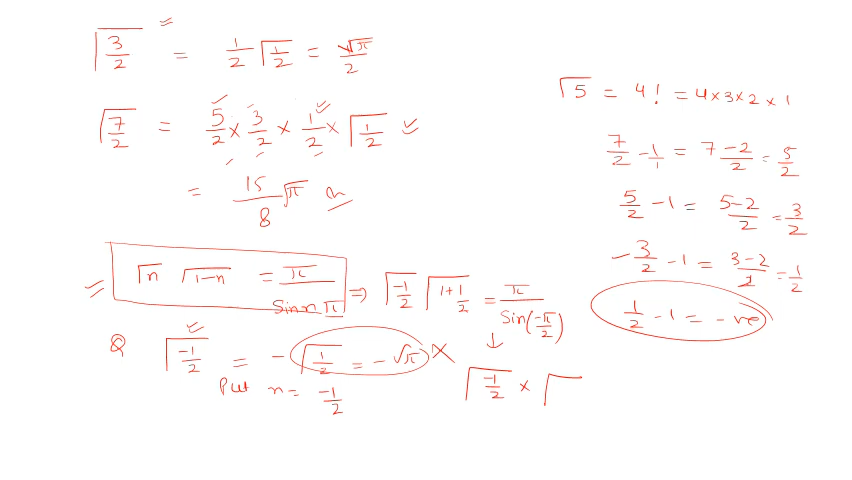 Γ3/2 = 1/2 Γ1/2 = √π/2
Γ7/2 = 5/2 × 3/2 × 1/2 × Γ1/2
= 15/8 √π
Γn Γ1-n = π/Sin nπ ⇒ Γ-1/2 Γ1+1/2 = π/Sin(-π/2)
Q Γ-1/2 = -Γ1/2 = -√π ×
Put n = -1/2
↓
Γ-1/2 × Γ
Γ5 = 4! = 4×3×2×1
7/2 - 1/1 = 7-2/2 = 5/2
5/2 - 1 = 5-2/2 = 3/2
-3/2 - 1 = 3-2/2 = 1/2
1/2 - 1 = -ve